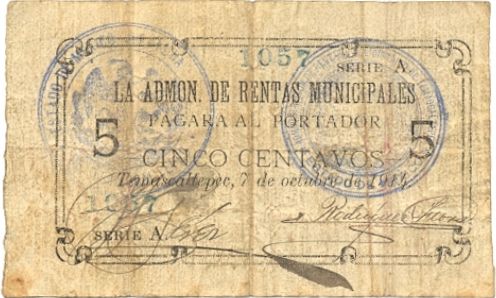 1057
SERIE A.
LA ADMON. DE RENTAS MUNICIPALES
5 PAGARA AL PORTADOR 5
CINCO CENTAVOS
Temascaltepec, 7 de octubre de 1914
1057
SERIE A.